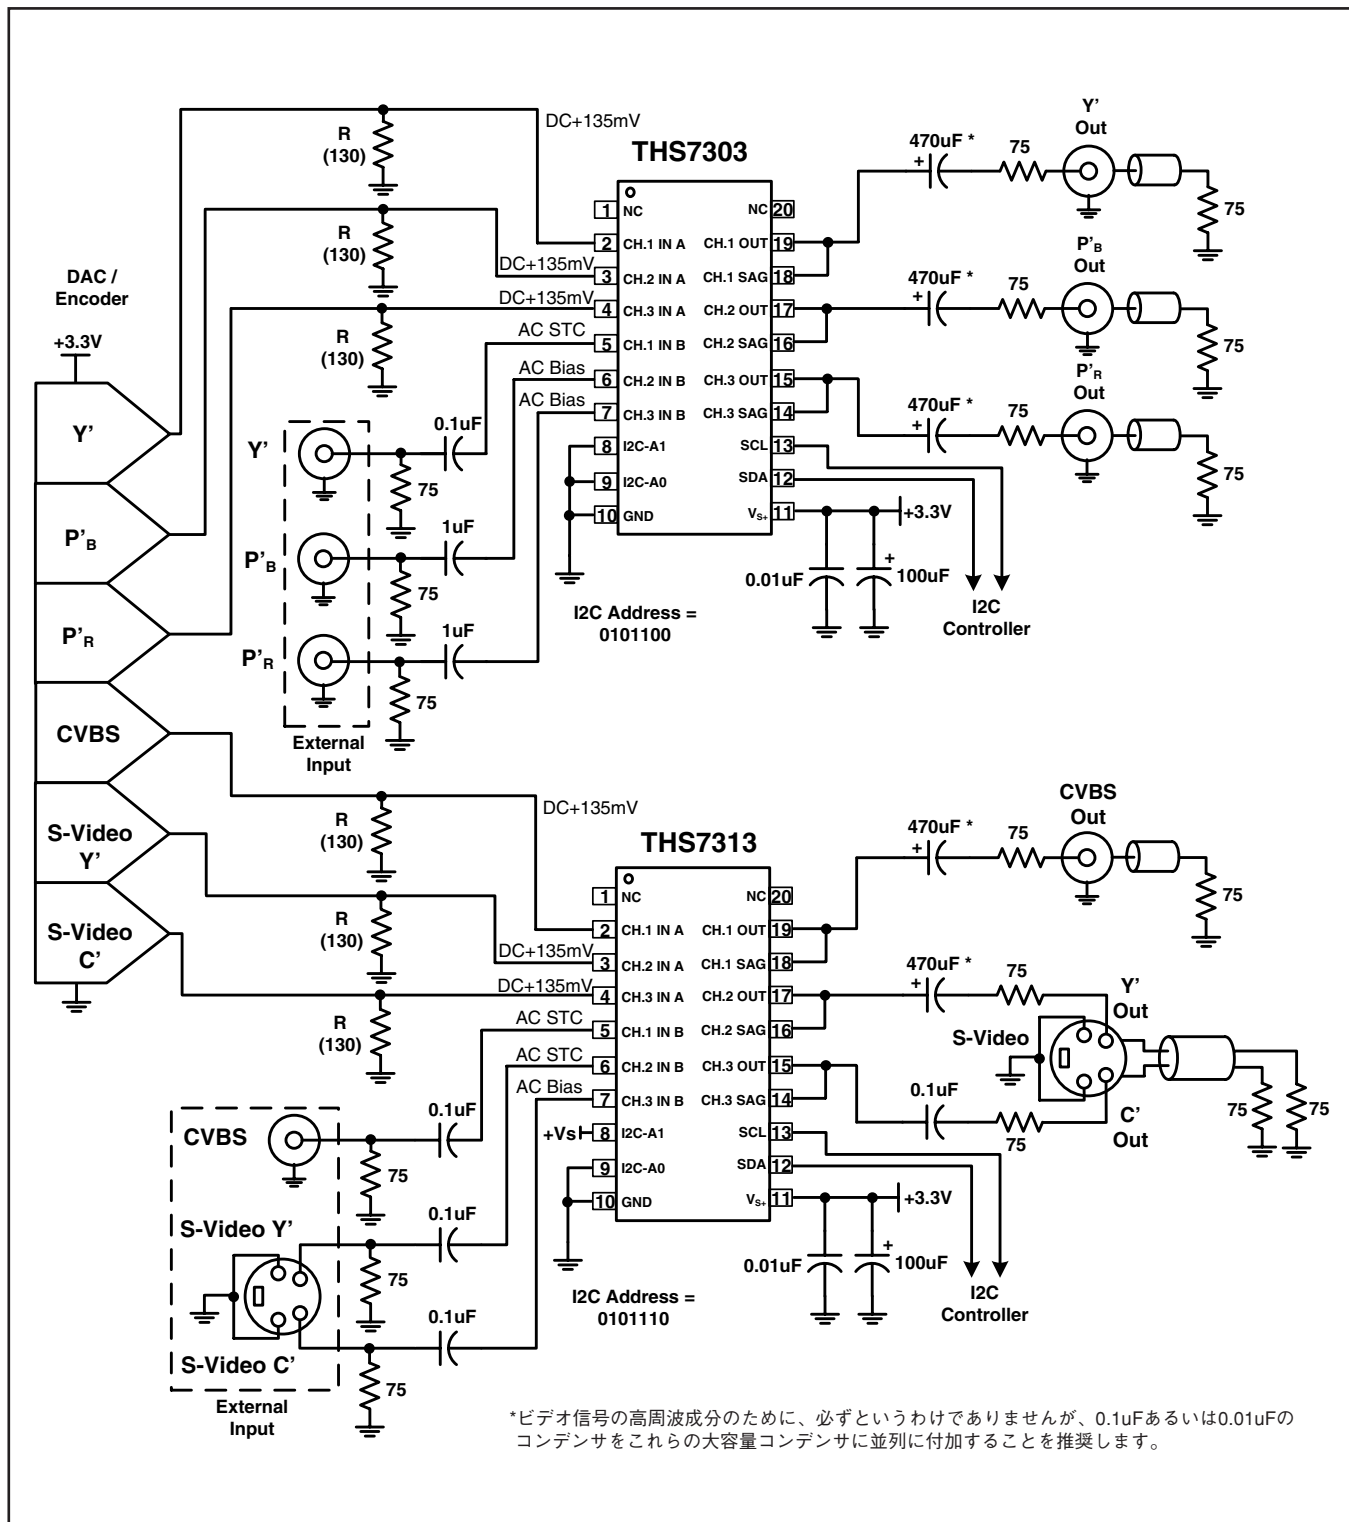 DC+135mV
R
(130)
THS7303
470uF *
+
75
Y'
Out
75
1 NC
NC 20
2 CH.1 IN A
CH.1 OUT 19
R
(130)
DC+135mV
3 CH.2 IN A
CH.1 SAG 18
P'B
Out
470uF *
+
75
75
DAC /
Encoder
+3.3V
DC+135mV
4 CH.3 IN A
CH.2 OUT 17
R
(130)
AC STC
5 CH.1 IN B
CH.2 SAG 16
AC Bias
6 CH.2 IN B
CH.3 OUT 15
P'R
Out
470uF *
+
75
75
AC Bias
7 CH.3 IN B
CH.3 SAG 14
Y'
Y'
0.1uF
75
8 I2C-A1
SCL 13
9 I2C-A0
SDA 12
10 GND
VS+ 11
+3.3V
P'B
P'B
1uF
75
0.01uF
+
100uF
I2C
Controller
I2C Address =
0101100
P'R
P'R
1uF
75
External
Input
CVBS
DC+135mV
R
(130)
THS7313
CVBS
Out
470uF *
+
75
75
S-Video
Y'
1 NC
NC 20
2 CH.1 IN A
CH.1 OUT 19
R
(130)
DC+135mV
3 CH.2 IN A
CH.1 SAG 18
S-Video
C'
DC+135mV
4 CH.3 IN A
CH.2 OUT 17
470uF *
+
75
Y'
Out
R
(130)
AC STC
5 CH.1 IN B
CH.2 SAG 16
S-Video
AC STC
6 CH.2 IN B
CH.3 OUT 15
AC Bias
7 CH.3 IN B
CH.3 SAG 14
0.1uF
75
C'
Out
75
75
CVBS
0.1uF
75
+Vs
8 I2C-A1
SCL 13
9 I2C-A0
SDA 12
10 GND
VS+ 11
+3.3V
S-Video Y'
0.1uF
75
0.01uF
+
100uF
I2C
Controller
I2C Address =
0101110
S-Video C'
0.1uF
75
External
Input
*ビデオ信号の高周波成分のために、必ずというわけでありませんが、0.1uFあるいは0.01uFの
コンデンサをこれらの大容量コンデンサに並列に付加することを推奨します。